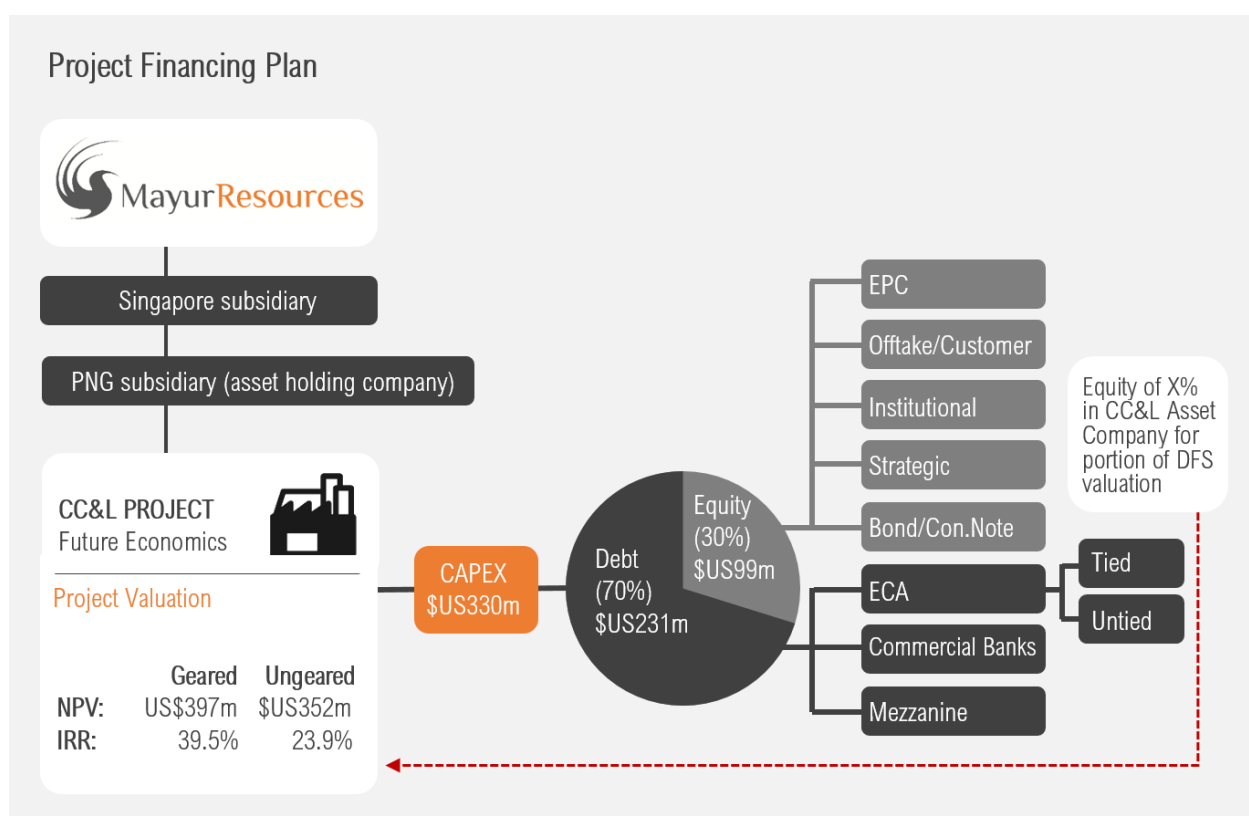 Project Financing Plan
MayurResources
Singapore subsidiary
PNG subsidiary (asset holding company)
CC&L PROJECT
Future Economics
Project Valuation
Geared Ungeared
NPV: US$397m $US352m
IRR: 39.5% 23.9%
CAPEX
$US330m
Debt
(70%)
$US231m
Equity
(30%)
$US99m
EPC
Offtake/Customer
Institutional
Strategic
Bond/Con.Note
ECA
Commercial Banks
Mezzanine
Tied
Untied
Equity of X%
in CC&L Asset
Company for
portion of DFS
valuation